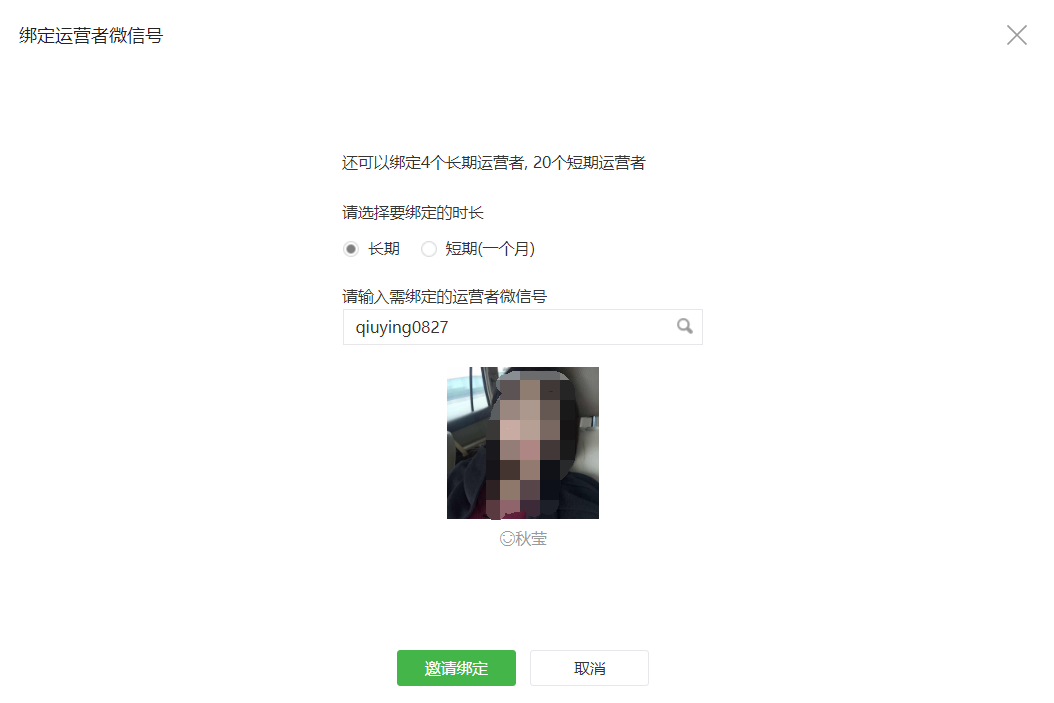 绑定运营者微信号
还可以绑定4个长期运营者, 20个短期运营者
请选择要绑定的时长
长期 短期(一个月)
请输入需绑定的运营者微信号
qiuying0827
☺秋莹
邀请绑定 取消